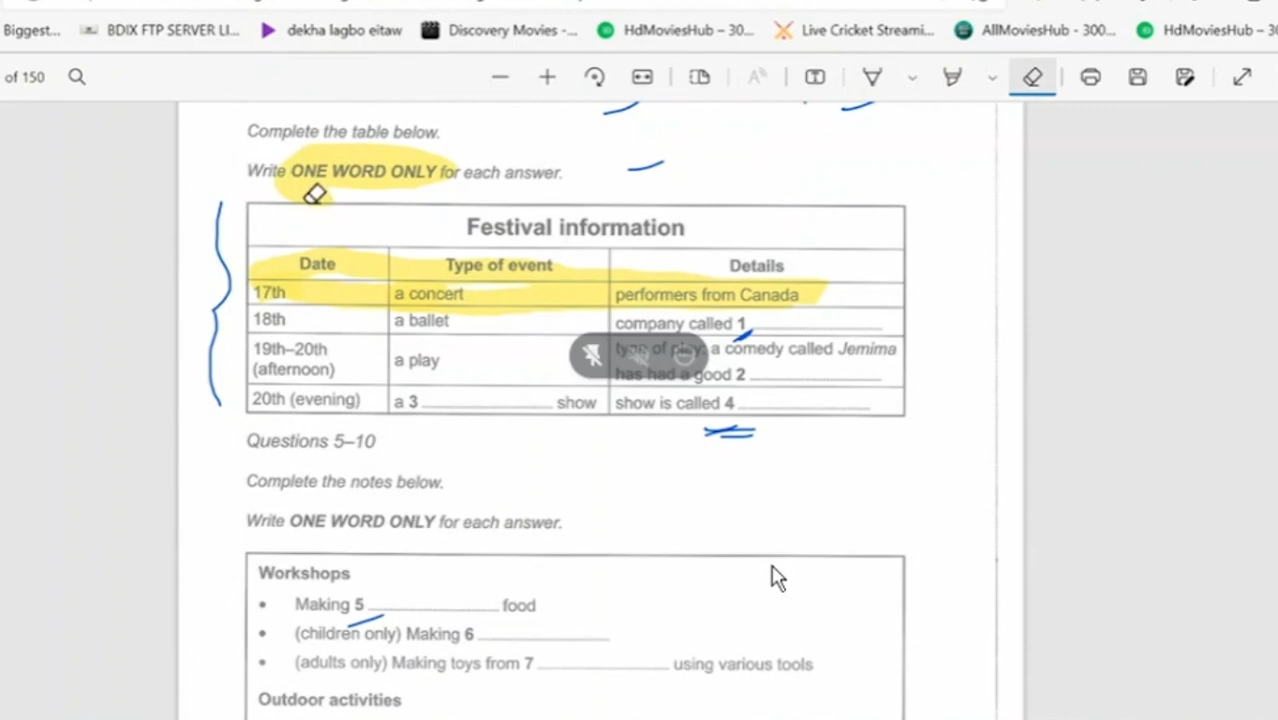 Biggest... BDIX FTP SERVER LI... dekha lagbo eitaw Discovery Movies -... HdMoviesHub – 30... Live Cricket Streami... AllMoviesHub - 300... HdMoviesHub – 30
of 150
Complete the table below.
Write ONE WORD ONLY for each answer.
Festival information
Date Type of event Details
17th a concert performers from Canada
18th a ballet company called 1
19th–20th (afternoon) a play type of play: a comedy called Jemima has had a good 2
20th (evening) a 3 show show is called 4
Questions 5–10
Complete the notes below.
Write ONE WORD ONLY for each answer.
Workshops
• Making 5 food
• (children only) Making 6
• (adults only) Making toys from 7 using various tools
Outdoor activities